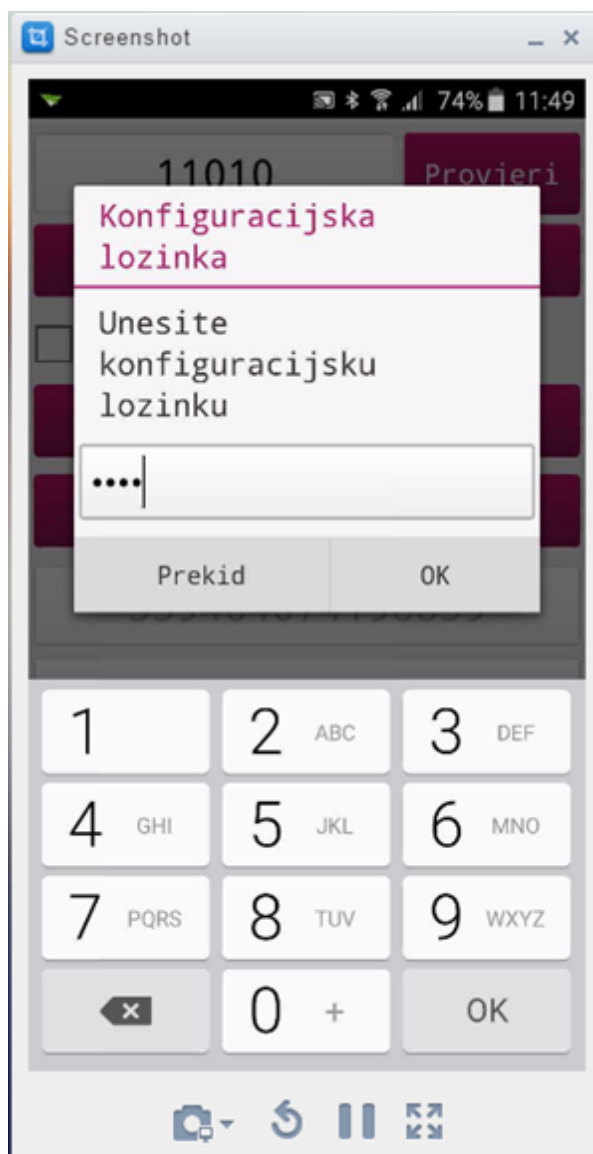 Screenshot
74% 11:49
11010 Provjeri
Konfiguracijska
lozinka
Unesite
konfiguracijsku
lozinku
••••
Prekid OK
1 2 ABC 3 DEF
4 GHI 5 JKL 6 MNO
7 PQRS 8 TUV 9 WXYZ
0 + OK